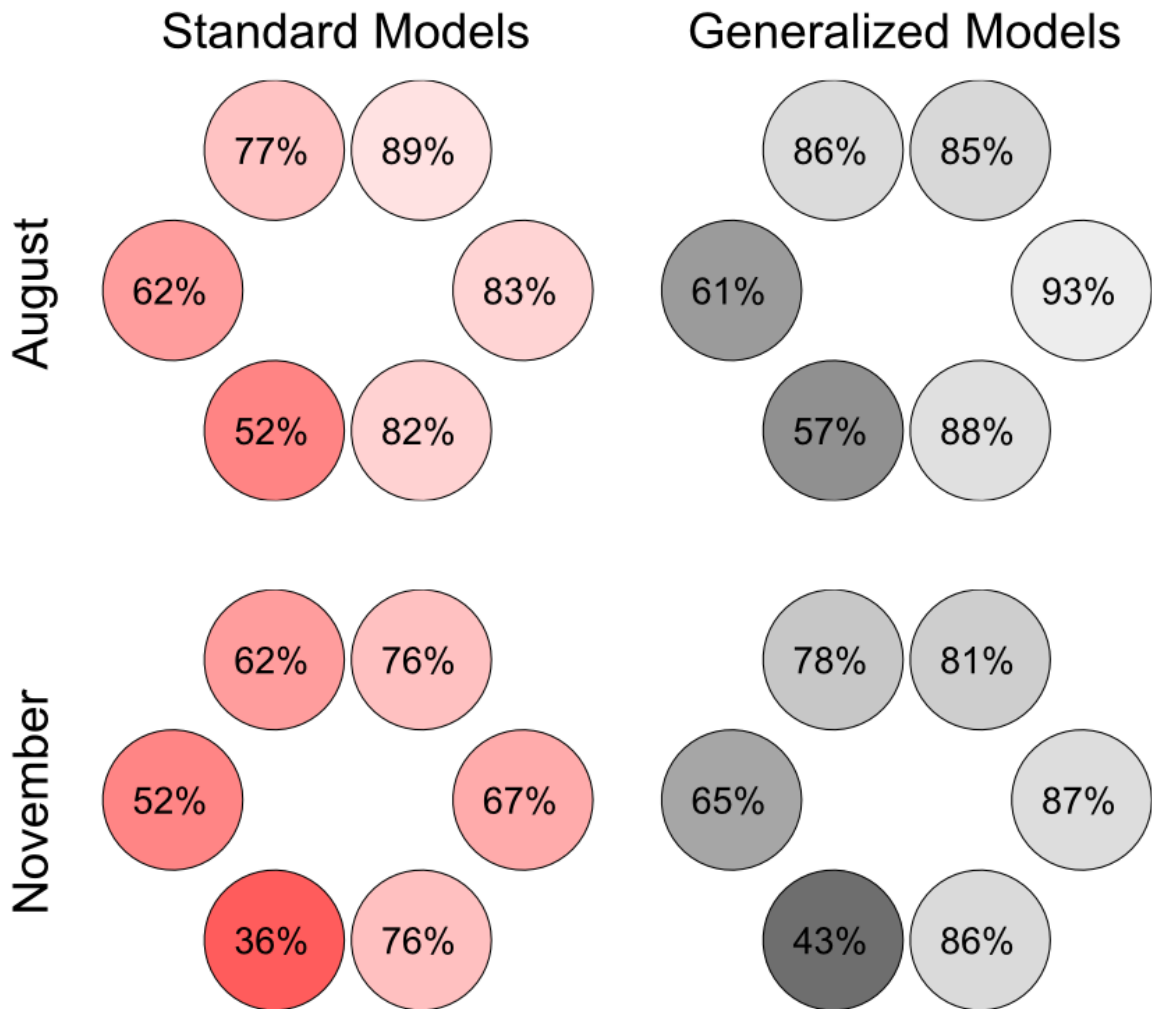 Standard Models Generalized Models
August
77% 89% 86% 85%
62% 83% 61% 93%
52% 82% 57% 88%
November
62% 76% 78% 81%
52% 67% 65% 87%
36% 76% 43% 86%